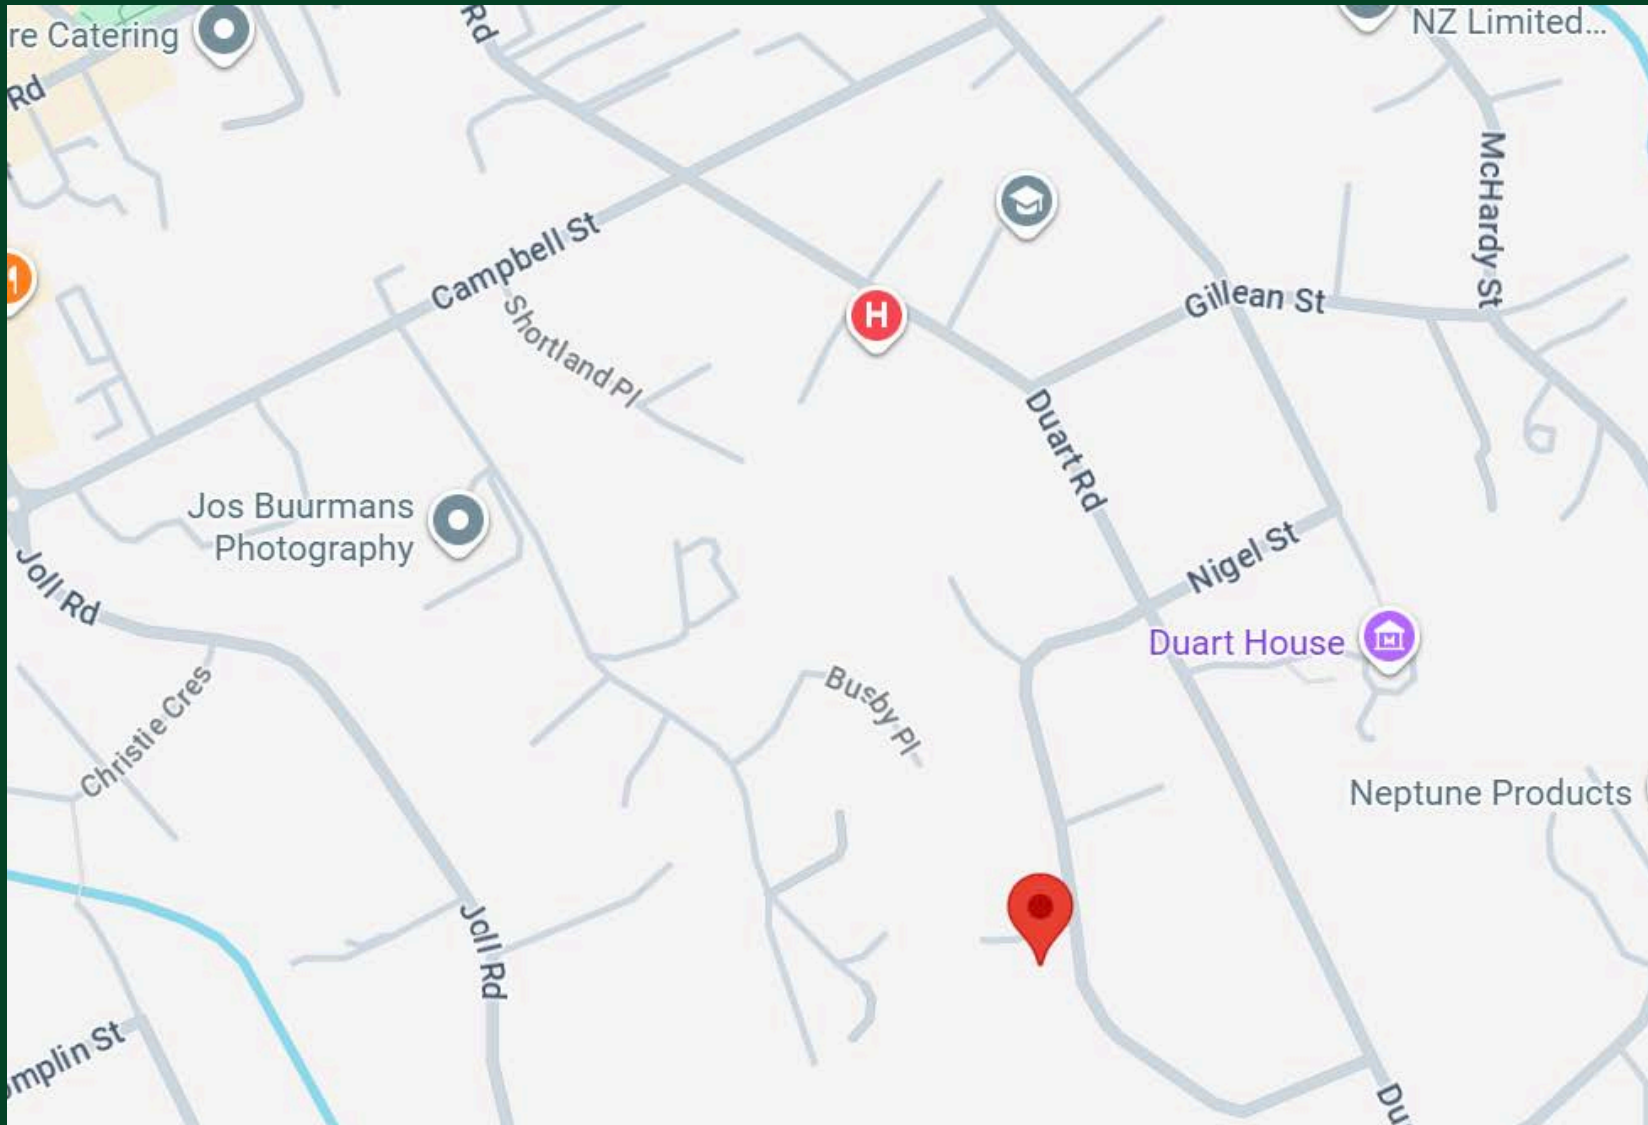 re Catering
Rd
NZ Limited...
Rd
McHardy St
Campbell St
Shortland Pl
H
Gillean St
Duart Rd
Jos Buurmans
Photography
Nigel St
Joll Rd
Duart House
Christie Cres
Busby Pl
Neptune Products
Joll Rd
omplin St
Du